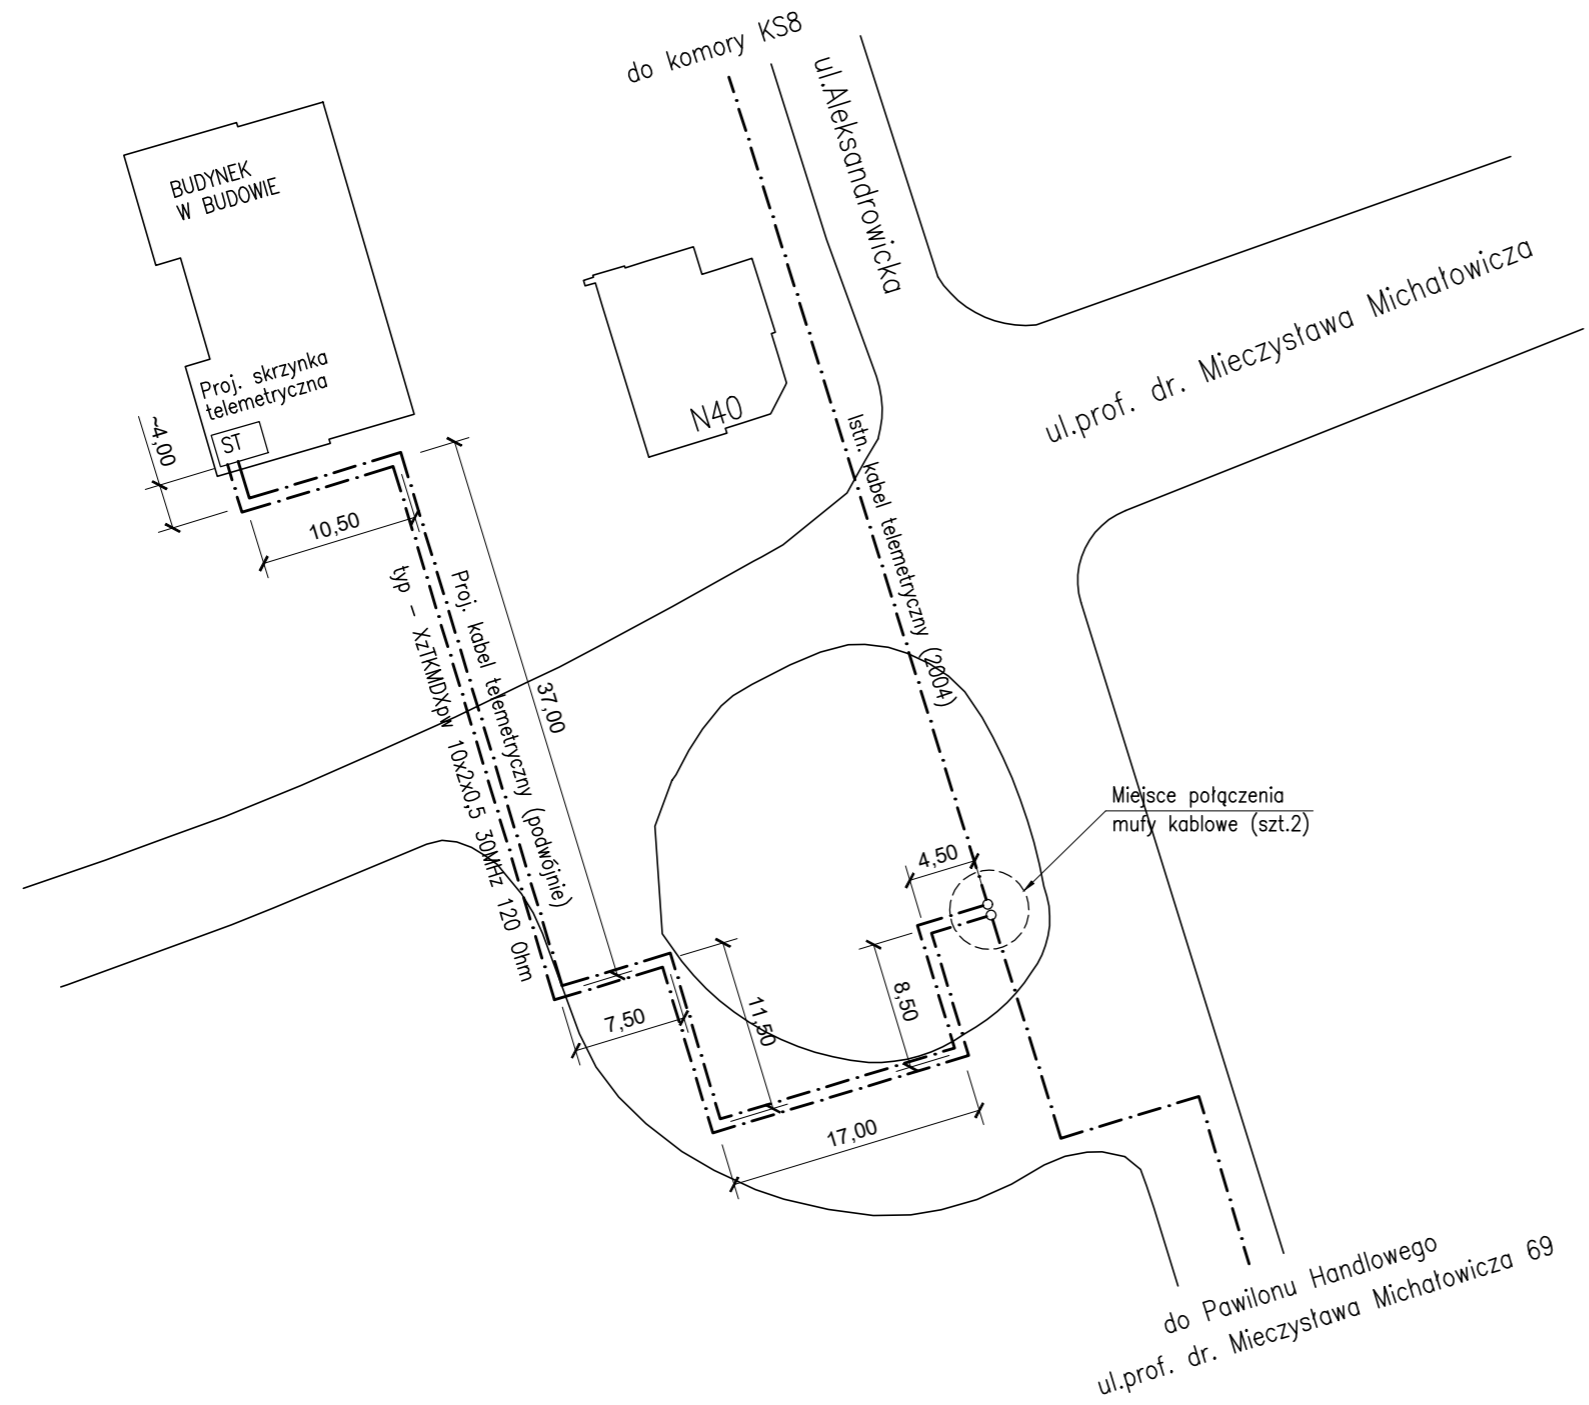 do komory KS8
ul.Aleksandrowicka
BUDYNEK
W BUDOWIE
ul.prof. dr. Mieczysława Michałowicza
Proj. skrzynka
telemetryczna
N40
ST
~4,00
10,50
Istn. kabel telemetryczny (2004)
Proj. kabel telemetryczny (podwójnie)
typ - XzTKMDXpw 10x2x0,5 30MHz 120 Ohm
37,00
Miejsce połączenia
mufy kablowe (szt.2)
4,50
8,50
11,50
7,50
17,00
do Pawilonu Handlowego
ul.prof. dr. Mieczysława Michałowicza 69